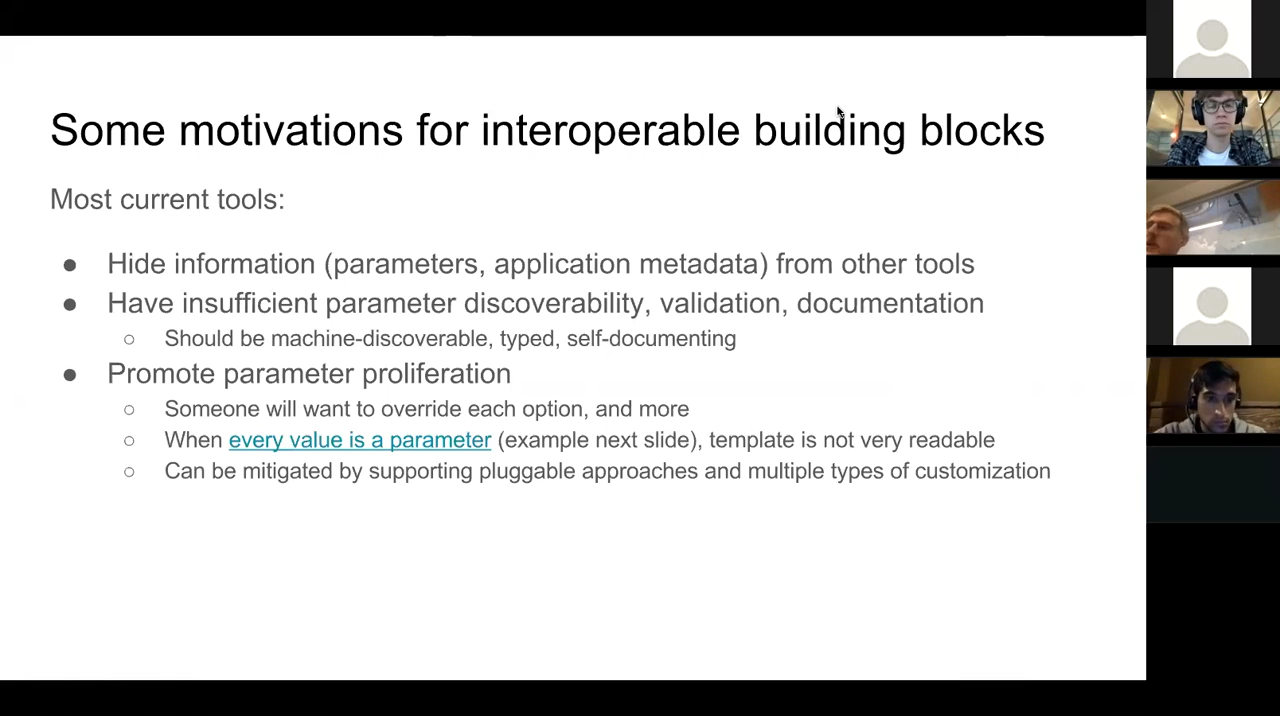 Some motivations for interoperable building blocks
Most current tools:
● Hide information (parameters, application metadata) from other tools
● Have insufficient parameter discoverability, validation, documentation
○ Should be machine-discoverable, typed, self-documenting
● Promote parameter proliferation
○ Someone will want to override each option, and more
○ When every value is a parameter (example next slide), template is not very readable
○ Can be mitigated by supporting pluggable approaches and multiple types of customization